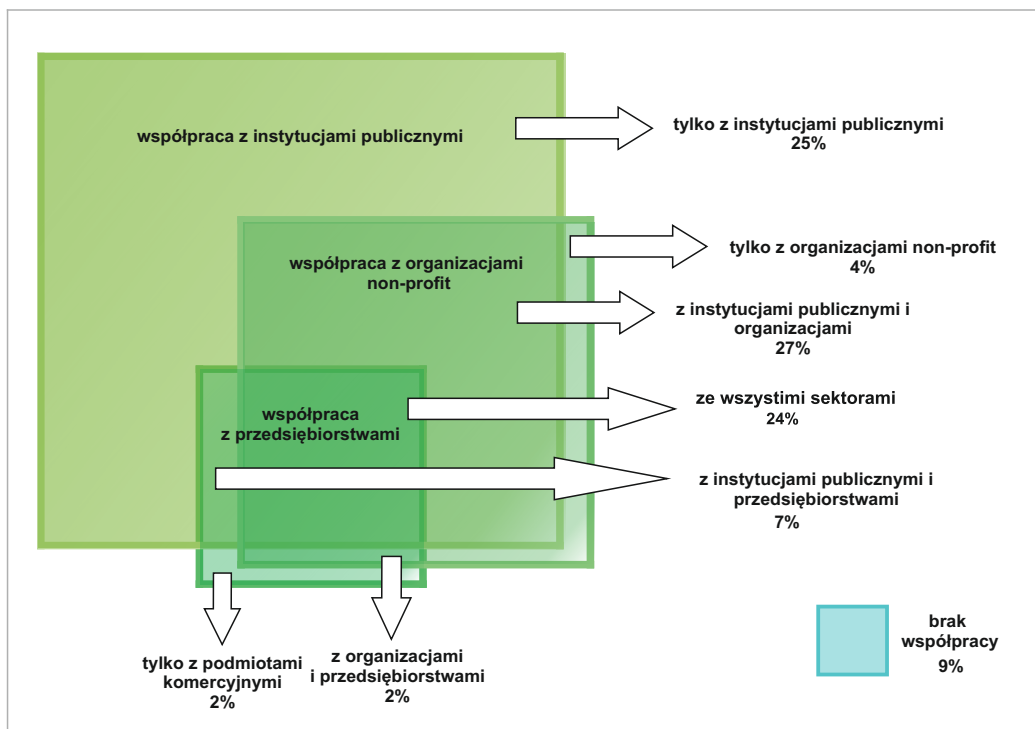 współpraca z instytucjami publicznymi
tylko z instytucjami publicznymi
25%
współpraca z organizacjami
non-profit
tylko z organizacjami non-profit
4%
z instytucjami publicznymi i
organizacjami
27%
współpraca
z przedsiębiorstwami
ze wszystimi sektorami
24%
z instytucjami publicznymi i
przedsiębiorstwami
7%
tylko z podmiotami
komercyjnymi
2%
z organizacjami
i przedsiębiorstwami
2%
brak
współpracy
9%